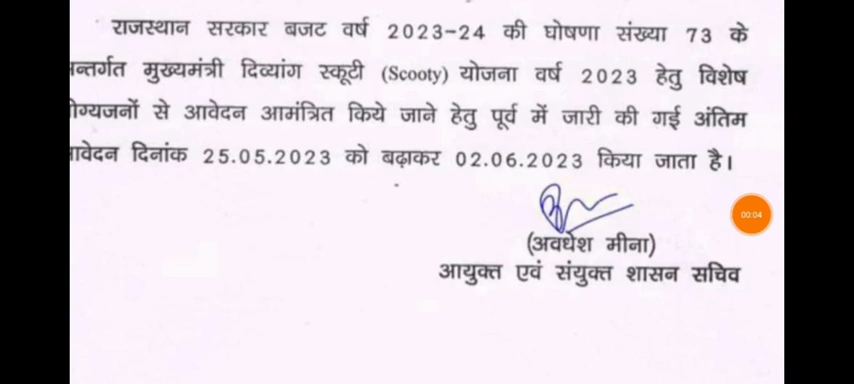 राजस्थान सरकार बजट वर्ष 2023-24 की घोषणा संख्या 73 के
न्तर्गत मुख्यमंत्री दिव्यांग स्कूटी (Scooty) योजना वर्ष 2023 हेतु विशेष
ोग्यजनों से आवेदन आमंत्रित किये जाने हेतु पूर्व में जारी की गई अंतिम
ावेदन दिनांक 25.05.2023 को बढ़ाकर 02.06.2023 किया जाता है।
00:04
(अवधेश मीना)
आयुक्त एवं संयुक्त शासन सचिव